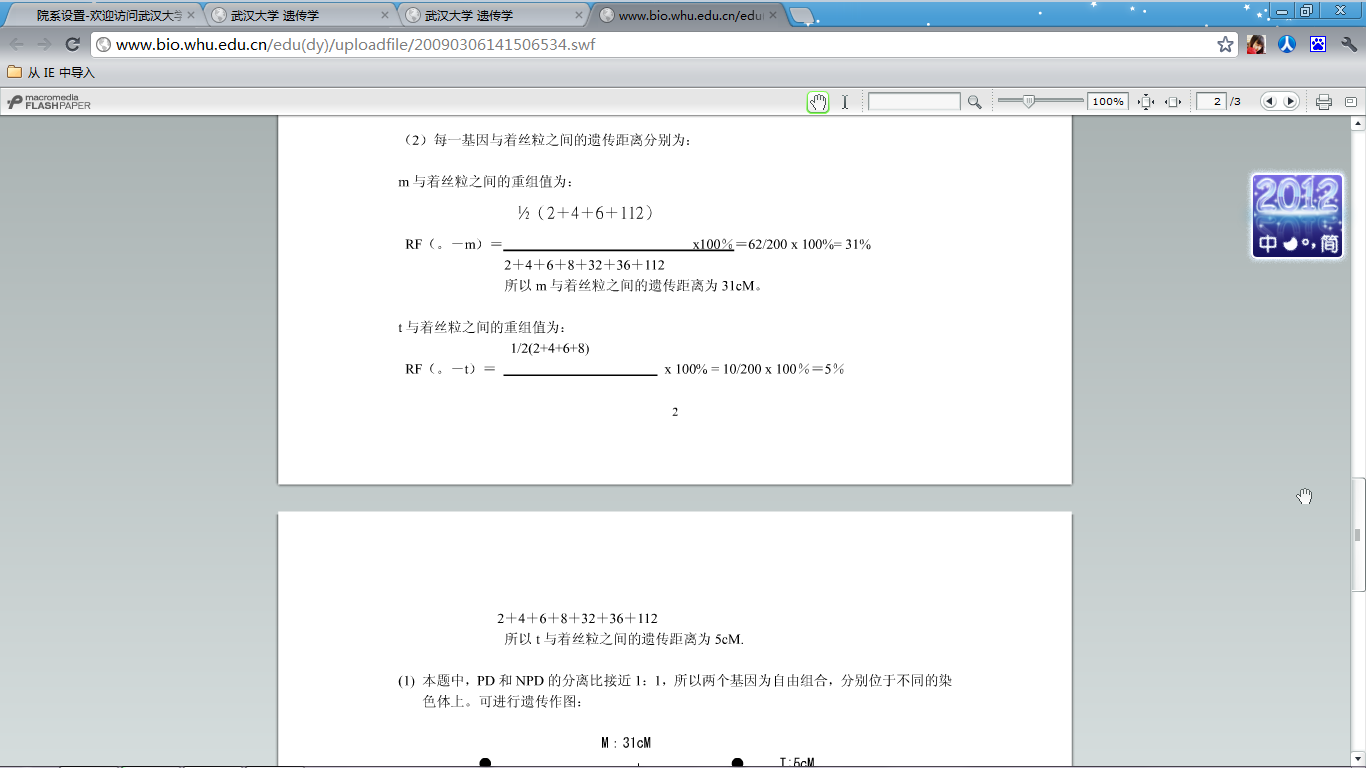 院系设置-欢迎访问武汉大学
武汉大学 遗传学
武汉大学 遗传学
www.bio.whu.edu.cn/edu
www.bio.whu.edu.cn/edu(dy)/uploadfile/20090306141506534.swf
从 IE 中导入
macromedia
FLASHPAPER
100%
2 /3
(2)每一基因与着丝粒之间的遗传距离分别为:
m 与着丝粒之间的重组值为:
½(2+4+6+112)
RF(。-m)= x100%=62/200 x 100%= 31%
2+4+6+8+32+36+112
所以 m 与着丝粒之间的遗传距离为 31cM。
t 与着丝粒之间的重组值为:
1/2(2+4+6+8)
RF(。-t)= x 100% = 10/200 x 100%=5%
2
2012
中 简
2+4+6+8+32+36+112
所以 t 与着丝粒之间的遗传距离为 5cM.
(1) 本题中,PD 和 NPD 的分离比接近 1:1,所以两个基因为自由组合,分别位于不同的染
色体上。可进行遗传作图:
M : 31cM
T:5cM